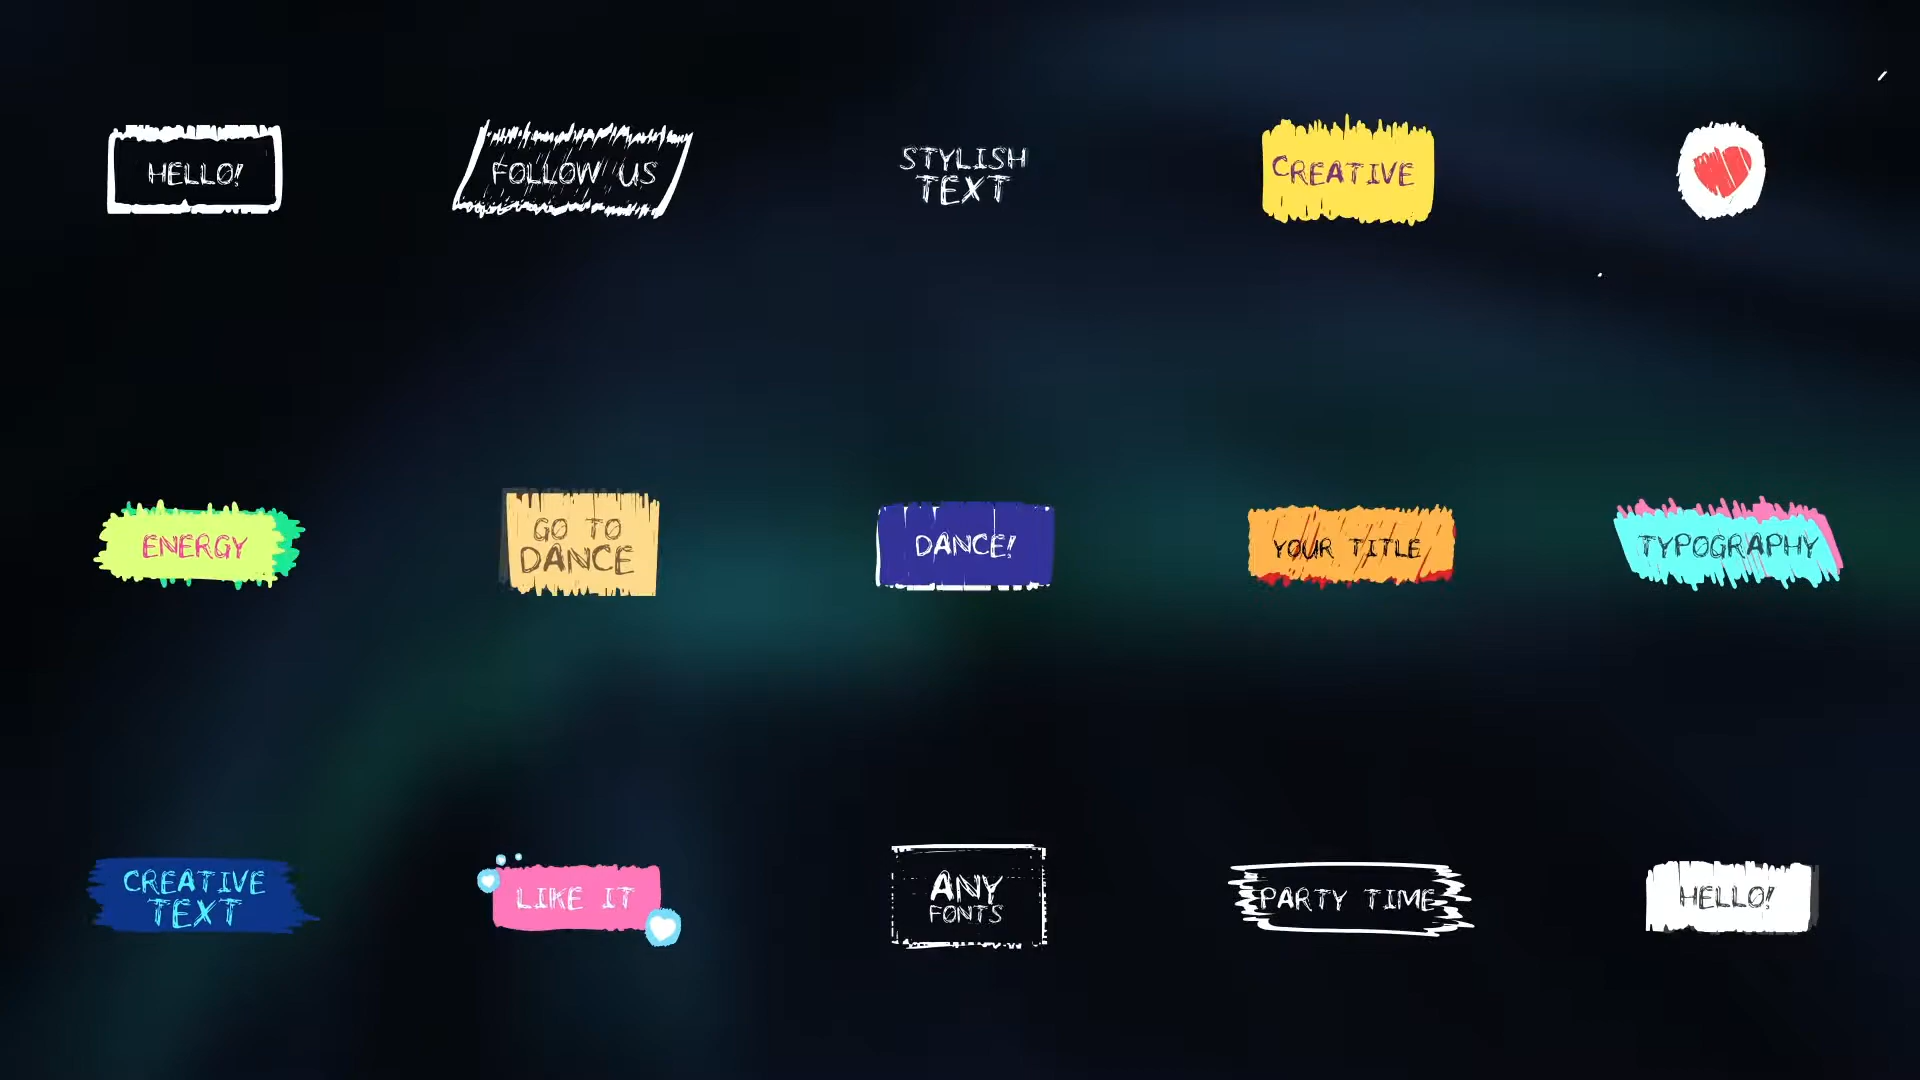 HELLO!
FOLLOW US
STYLISH
TEXT
CREATIVE
ENERGY
GO TO
DANCE
DANCE!
YOUR TITLE
TYPOGRAPHY
CREATIVE
TEXT
LIKE IT
ANY
FONTS
PARTY TIME
HELLO!